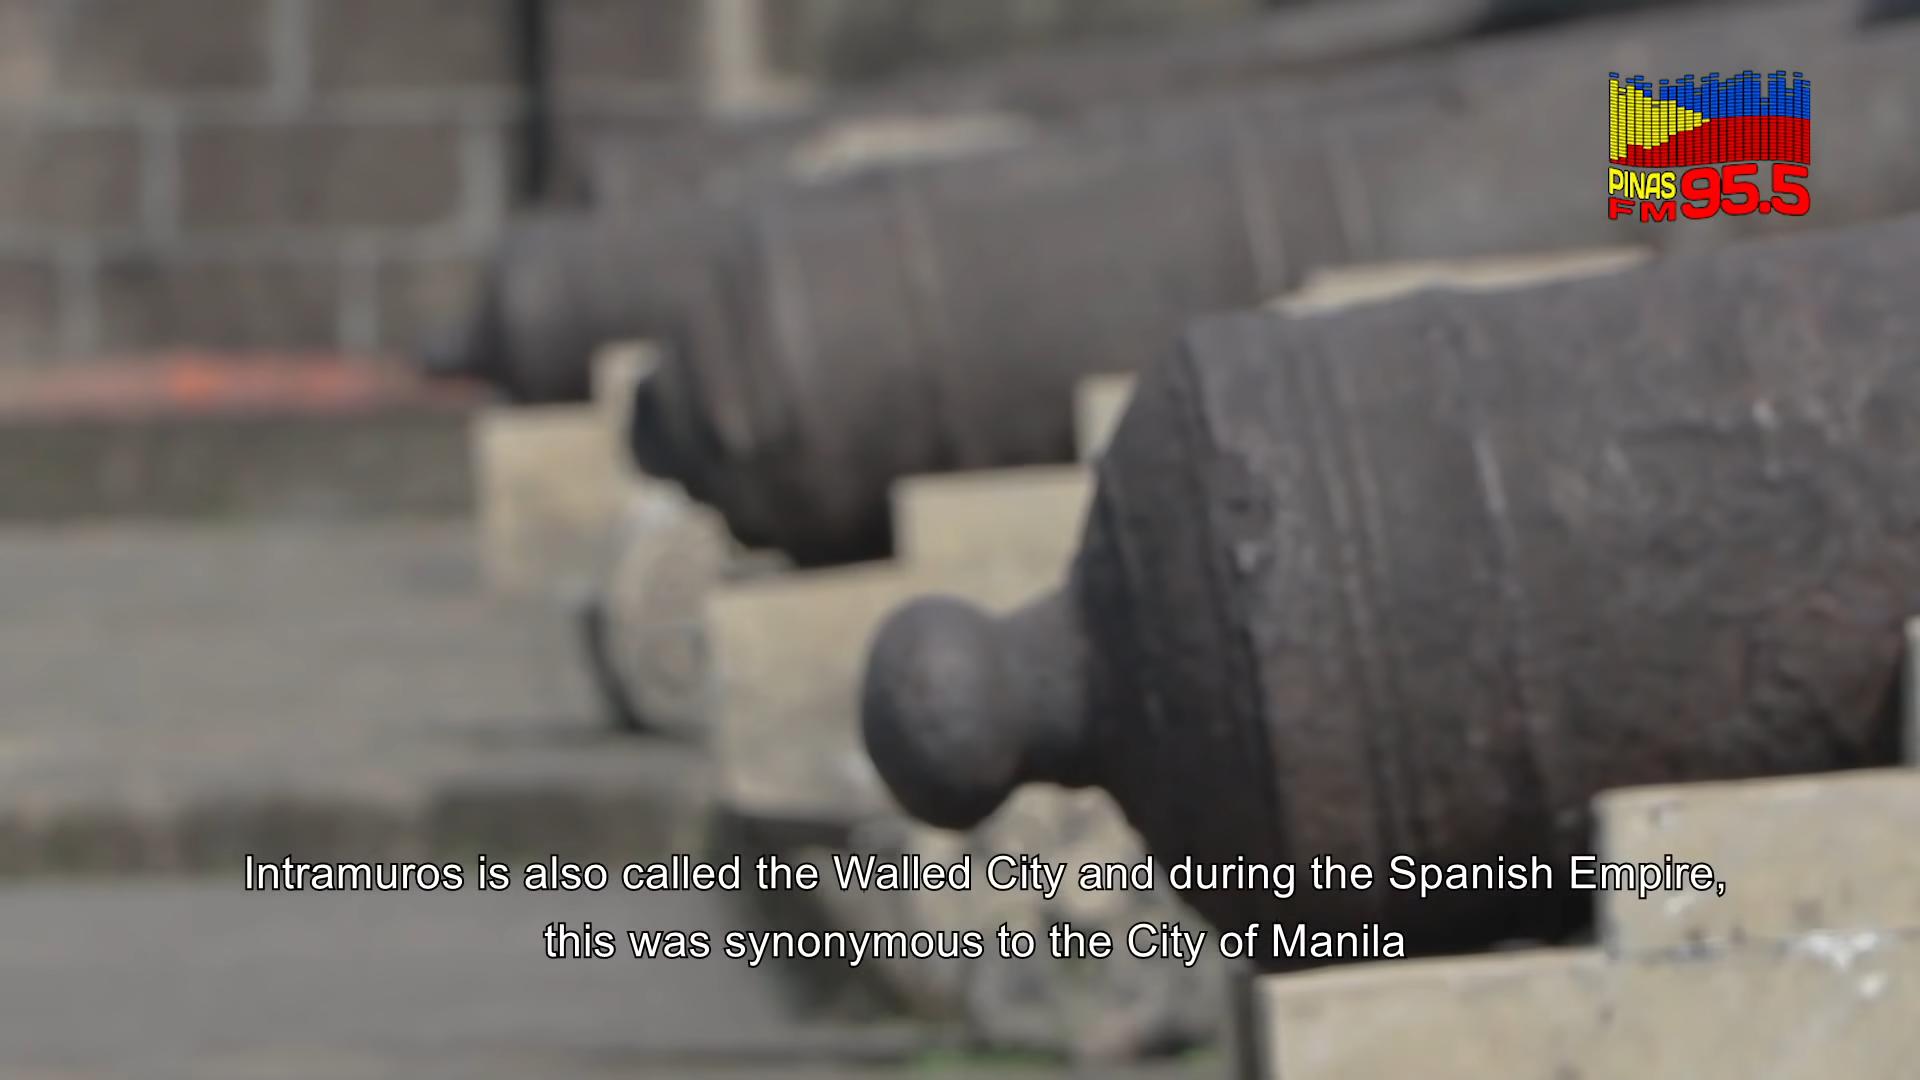 PINAS
FM 95.5
Intramuros is also called the Walled City and during the Spanish Empire,
this was synonymous to the City of Manila